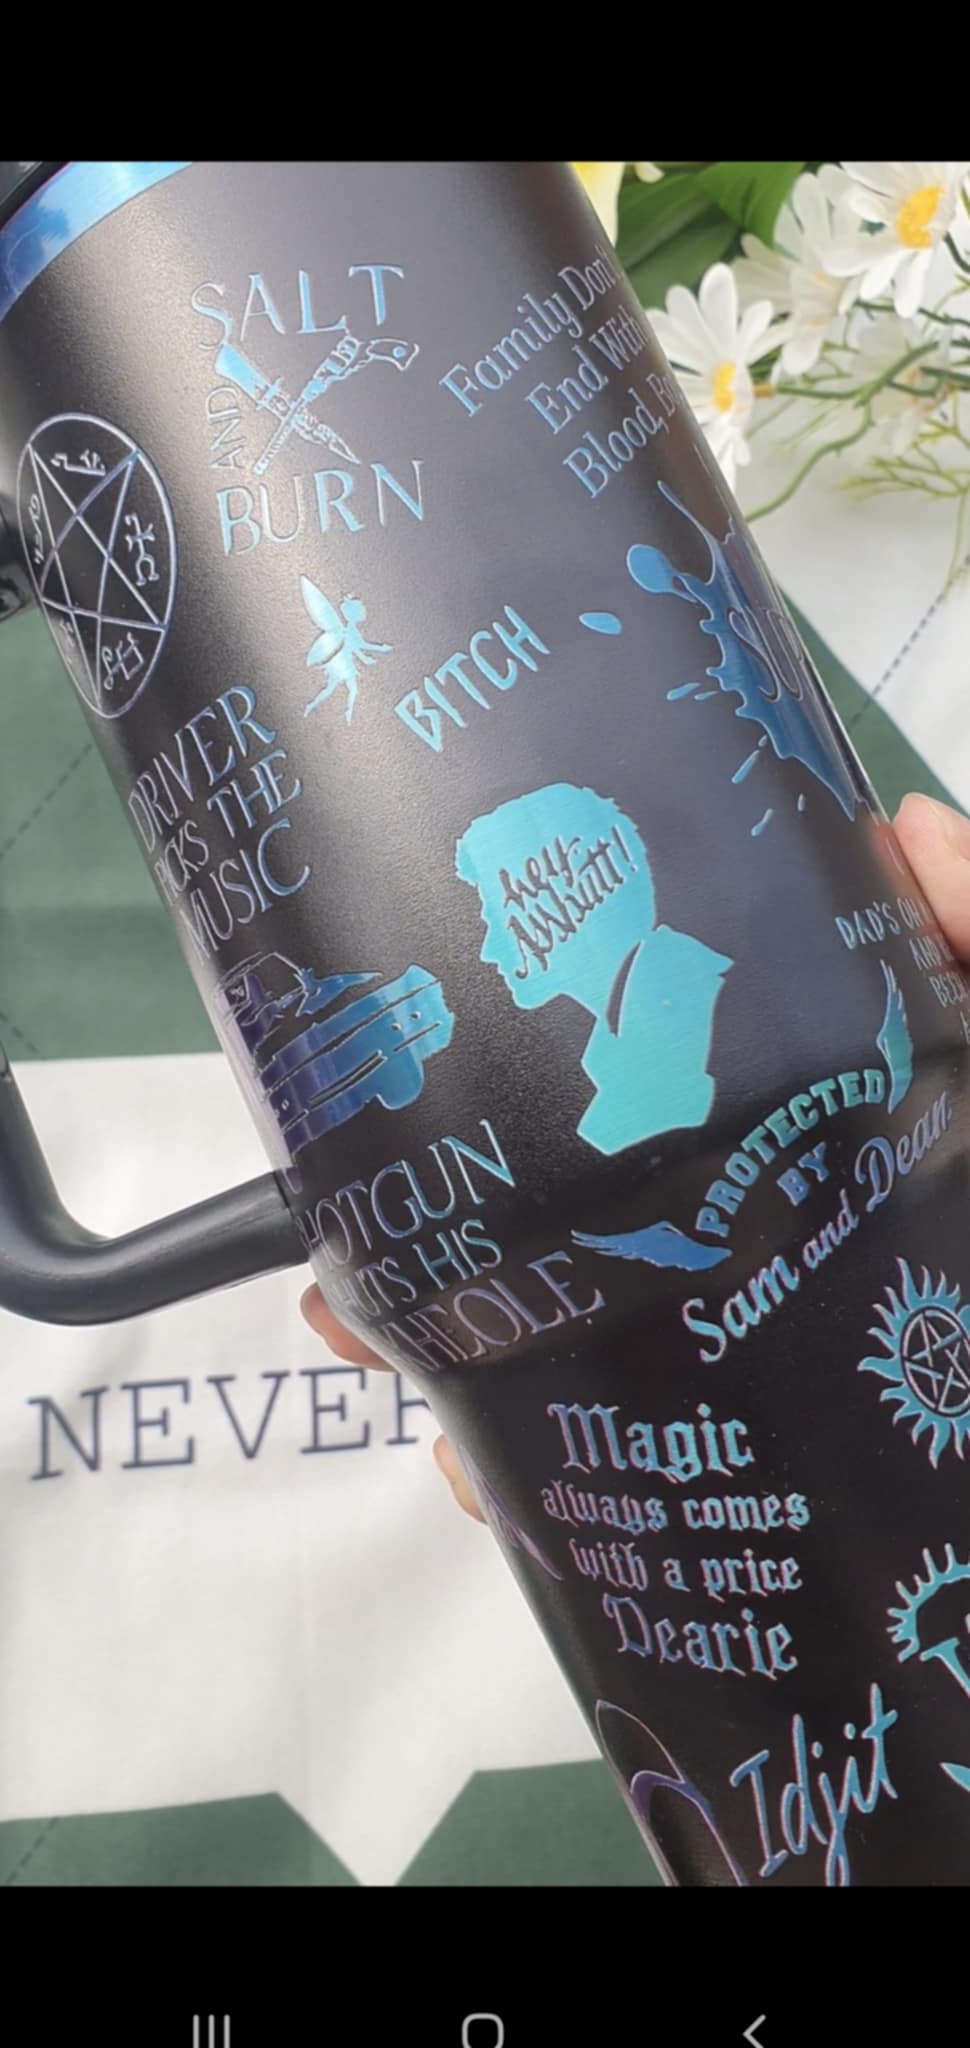 SALT
AND
BURN
Family Don't
End With
Blood,
BITCH
DRIVER
PICKS THE
MUSIC
hey
Assbutt!
DAD'S ON
PROTECTED
BY
Sam and Dean
SHOTGUN
SHUTS HIS
NEVER
Magic
always comes
with a price
Dearie
Idjit